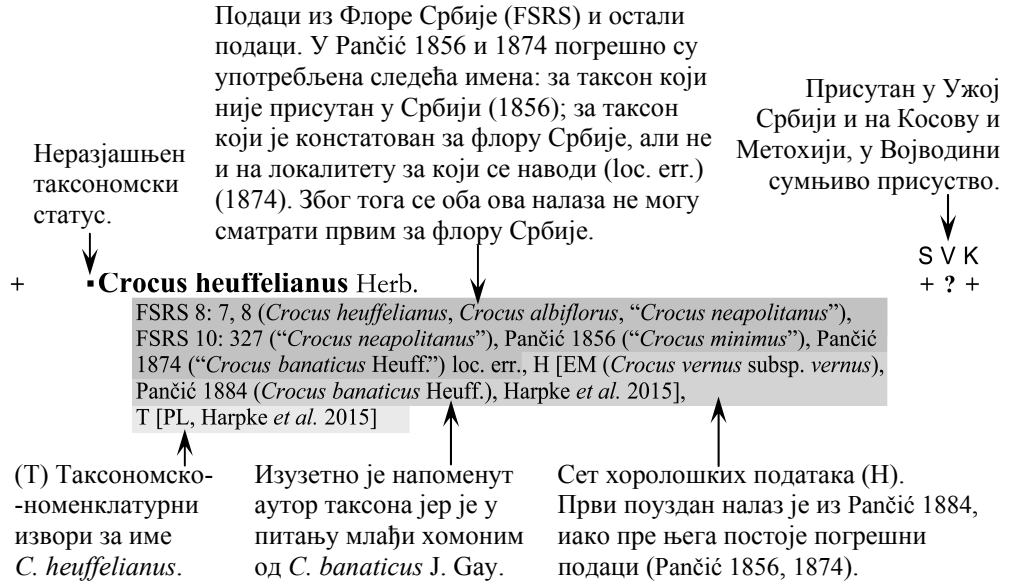 Подаци из Флоре Србије (FSRS) и остали
подаци. У Pančić 1856 и 1874 погрешно су
употребљена следећа имена: за таксон који
није присутан у Србији (1856); за таксон
који је констатован за флору Србије, али не
и на локалитету за који се наводи (loc. err.)
(1874). Због тога се оба ова налаза не могу
сматрати првим за флору Србије.
Присутан у Ужој
Србији и на Косову и
Метохији, у Војводини
сумњиво присуство.
Неразјашњен
таксономски
статус.
S V K
+ ▪Crocus heuffelianus Herb. + ? +
FSRS 8: 7, 8 (Crocus heuffelianus, Crocus albiflorus, “Crocus neapolitanus”),
FSRS 10: 327 (“Crocus neapolitanus”), Pančić 1856 (“Crocus minimus”), Pančić
1874 (“Crocus banaticus Heuff.”) loc. err., H [EM (Crocus vernus subsp. vernus),
Pančić 1884 (Crocus banaticus Heuff.), Harpke et al. 2015],
T [PL, Harpke et al. 2015]
(Т) Таксономско-
-номенклатурни
извори за име
C. heuffelianus.
Изузетно је напоменут
аутор таксона јер је у
питању млађи хомоним
од C. banaticus J. Gay.
Сет хоролошких података (Н).
Први поуздан налаз је из Pančić 1884,
иако пре њега постоје погрешни
подаци (Pančić 1856, 1874).